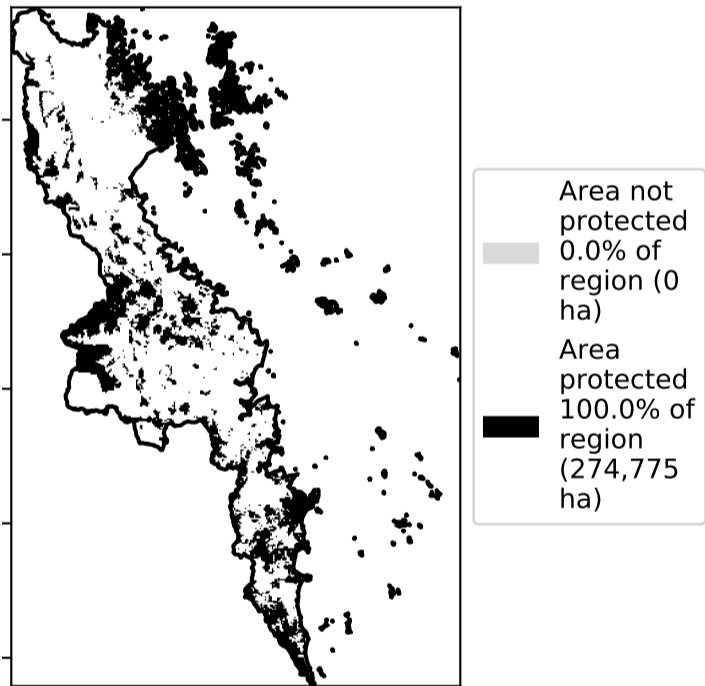 Area not
protected
0.0% of
region (0
ha)
Area
protected
100.0% of
region
(274,775
ha)